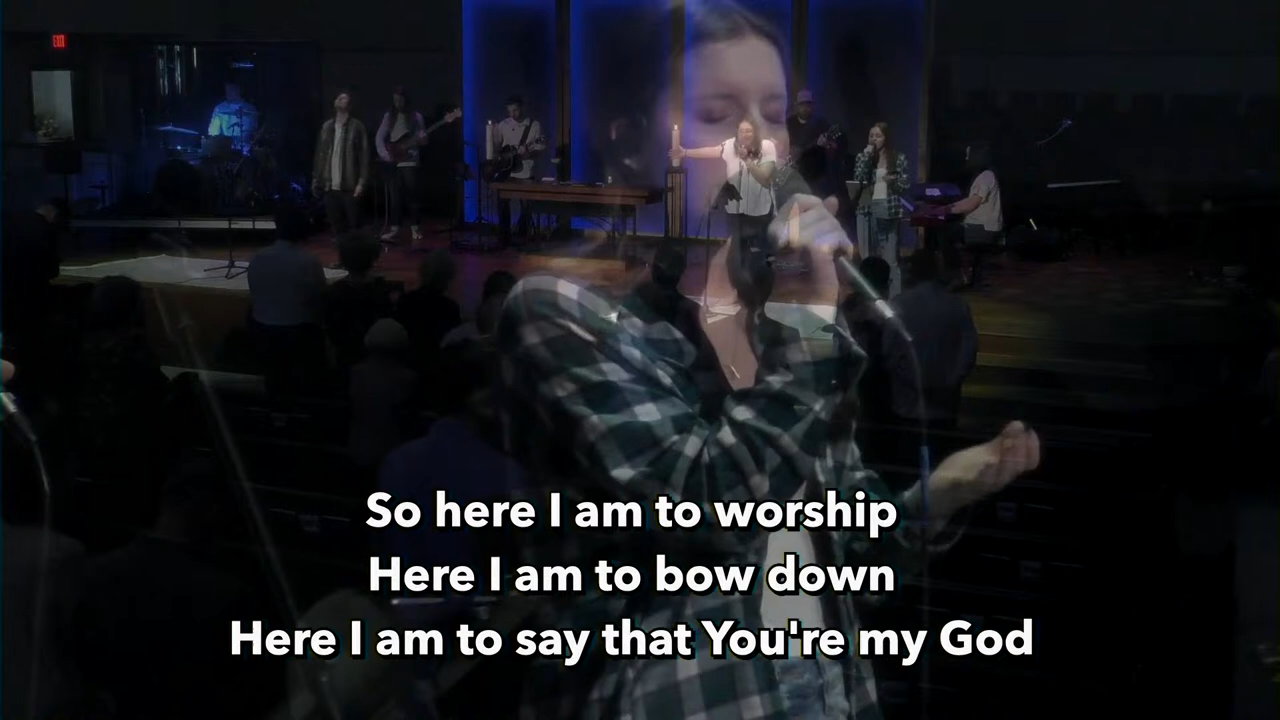 EXIT
So here I am to worship
Here I am to bow down
Here I am to say that You're my God